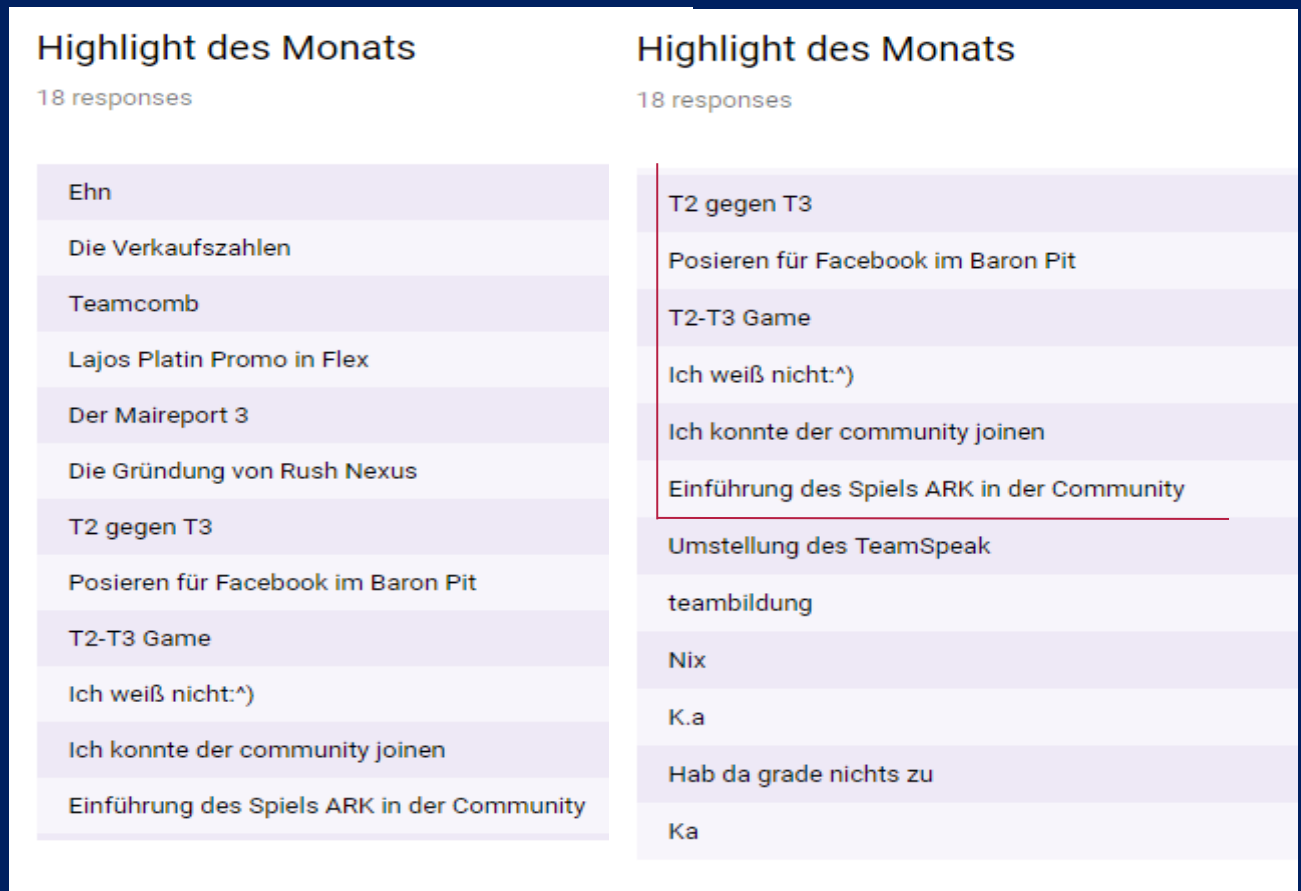 Highlight des Monats
18 responses
Ehn
Die Verkaufszahlen
Teamcomb
Lajos Platin Promo in Flex
Der Maireport 3
Die Gründung von Rush Nexus
T2 gegen T3
Posieren für Facebook im Baron Pit
T2-T3 Game
Ich weiß nicht:^)
Ich konnte der community joinen
Einführung des Spiels ARK in der Community
Highlight des Monats
18 responses
T2 gegen T3
Posieren für Facebook im Baron Pit
T2-T3 Game
Ich weiß nicht:^)
Ich konnte der community joinen
Einführung des Spiels ARK in der Community
Umstellung des TeamSpeak
teambildung
Nix
K.a
Hab da grade nichts zu
Ka